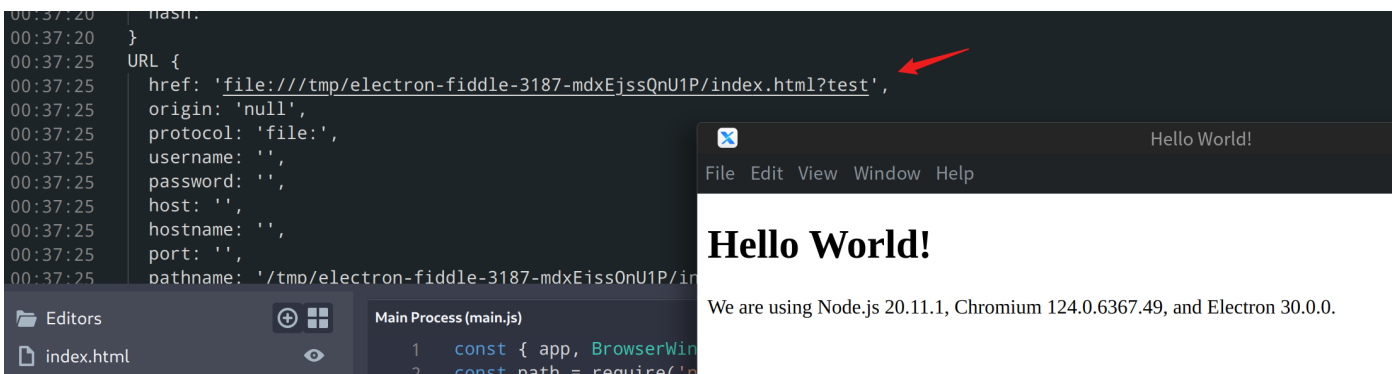 00:37:20 hash:
00:37:20 }
00:37:25 URL {
00:37:25 href: 'file:///tmp/electron-fiddle-3187-mdxEjssQnU1P/index.html?test',
00:37:25 origin: 'null',
00:37:25 protocol: 'file:',
00:37:25 username: '',
00:37:25 password: '',
00:37:25 host: '',
00:37:25 hostname: '',
00:37:25 port: '',
00:37:25 pathname: '/tmp/electron-fiddle-3187-mdxEjssQnU1P/in
Hello World!
File Edit View Window Help
Hello World!
We are using Node.js 20.11.1, Chromium 124.0.6367.49, and Electron 30.0.0.
Editors
index.html
Main Process (main.js)
1 const { app, BrowserWin
2 const path = require('n